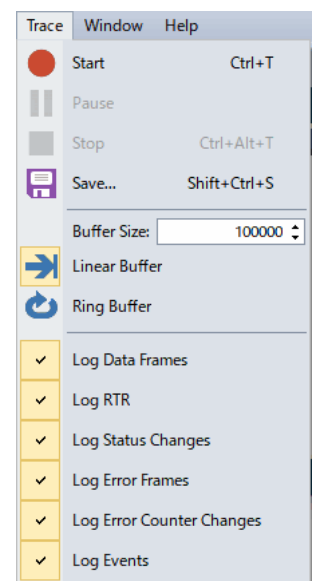 Trace Window Help
Start Ctrl+T
Pause
Stop Ctrl+Alt+T
Save... Shift+Ctrl+S
Buffer Size: 100000
Linear Buffer
Ring Buffer
Log Data Frames
Log RTR
Log Status Changes
Log Error Frames
Log Error Counter Changes
Log Events